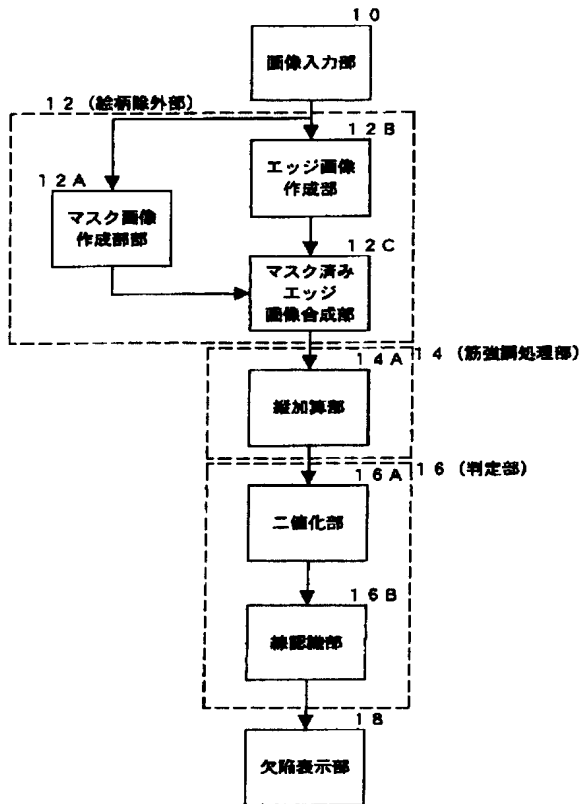 １０
画像入力部
１２（絵柄除外部）
１２Ｂ
エッジ画像
作成部
１２Ａ
マスク画像
作成部部
１２Ｃ
マスク済み
エッジ
画像合成部
１４Ａ
１４（筋強調処理部）
縦加算部
１６Ａ
１６（判定部）
二値化部
１６Ｂ
線認識部
１８
欠陥表示部